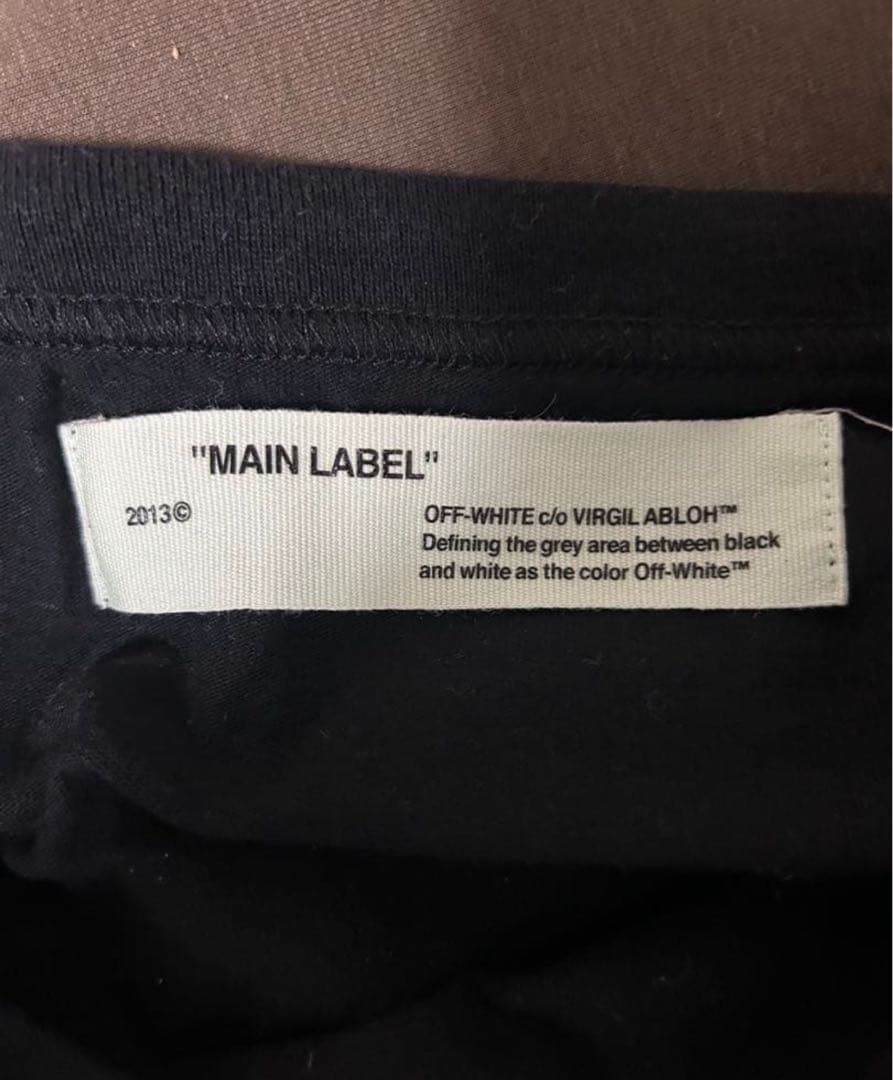 "MAIN LABEL"
2013©
OFF-WHITE c/o VIRGIL ABLOH™
Defining the grey area between black
and white as the color Off-White™